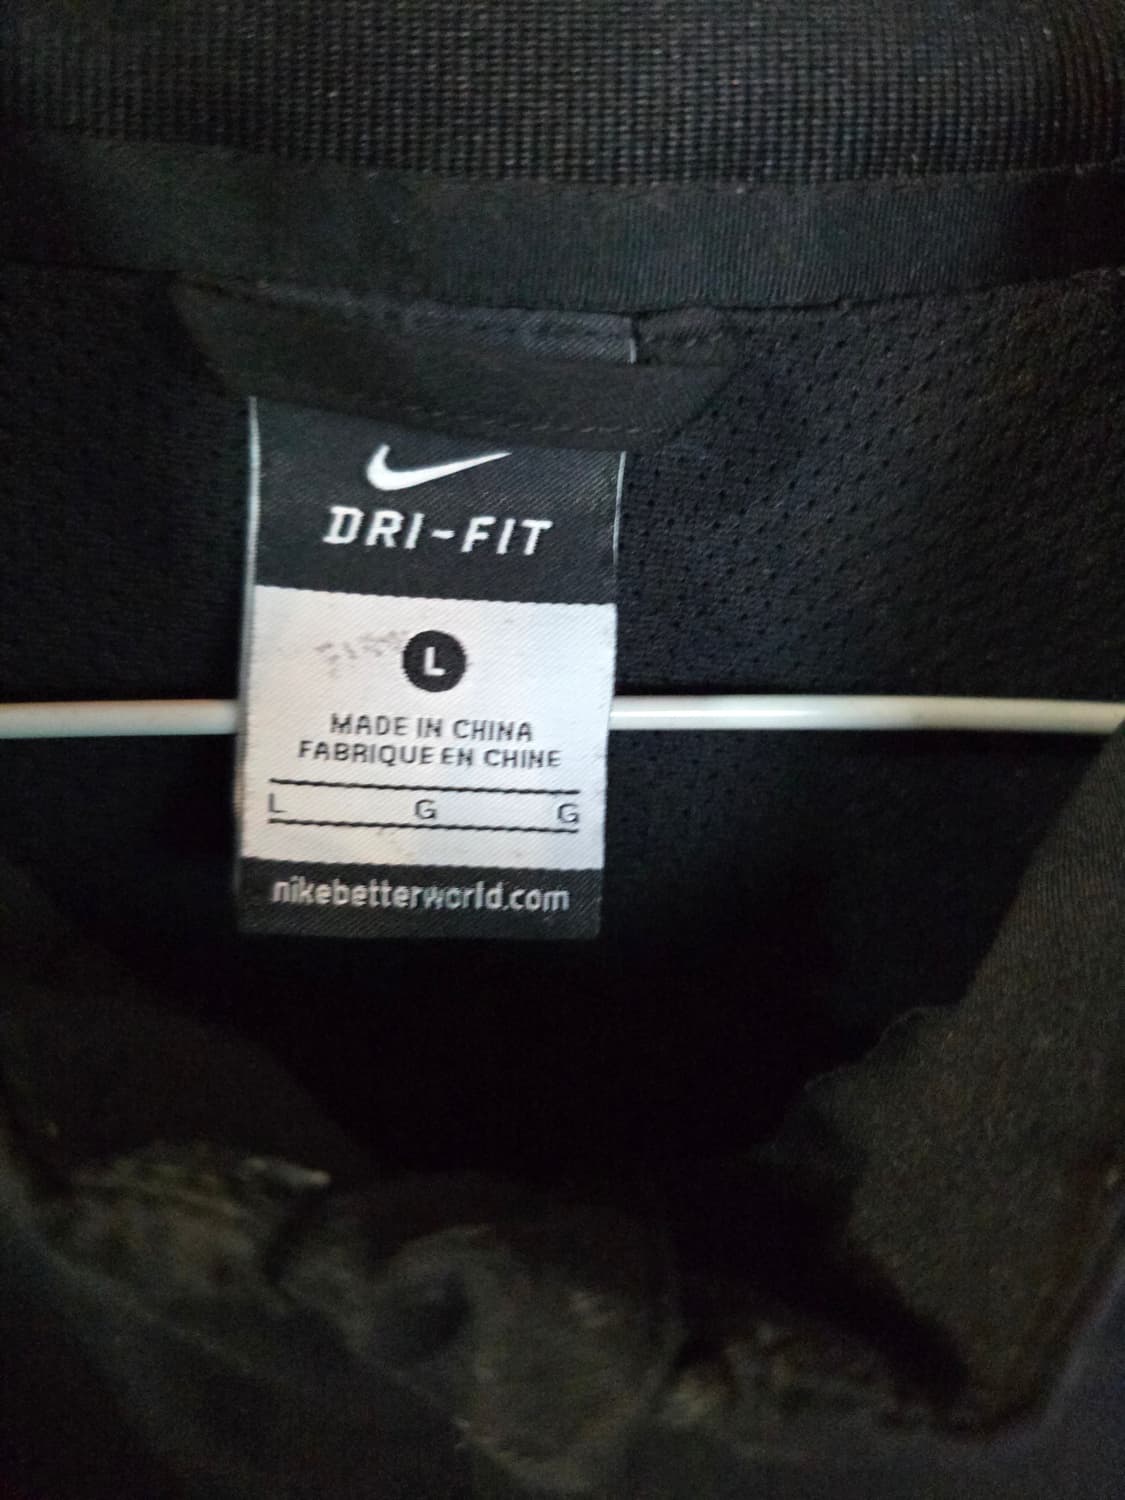 DRI-FIT
L
MADE IN CHINA
FABRIQUE EN CHINE
L G G
nikebetterworld.com